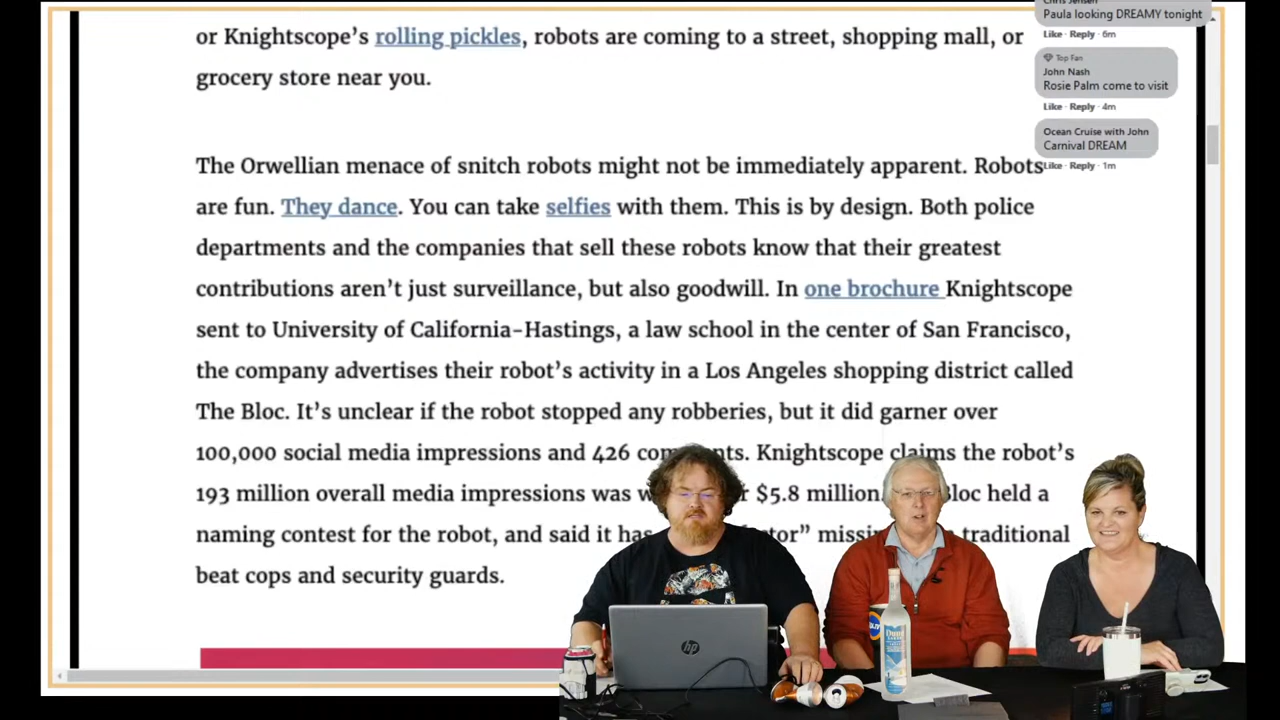 or Knightscope's rolling pickles, robots are coming to a street, shopping mall, or
grocery store near you.
The Orwellian menace of snitch robots might not be immediately apparent. Robots
are fun. They dance. You can take selfies with them. This is by design. Both police
departments and the companies that sell these robots know that their greatest
contributions aren't just surveillance, but also goodwill. In one brochure Knightscope
sent to University of California-Hastings, a law school in the center of San Francisco,
the company advertises their robot's activity in a Los Angeles shopping district called
The Bloc. It's unclear if the robot stopped any robberies, but it did garner over
100,000 social media impressions and 426 Knightscope claims the robot's
193 million overall media impressions was $5.8 million. held a
naming contest for the robot, and said it has traditional
beat cops and security guards.
Chris Jensen
Paula looking DREAMY tonight
Like · Reply · 6m
Top Fan
John Nash
Rosie Palm come to visit
Like · Reply · 4m
Ocean Cruise with John
Carnival DREAM
Like · Reply · 1m
hp